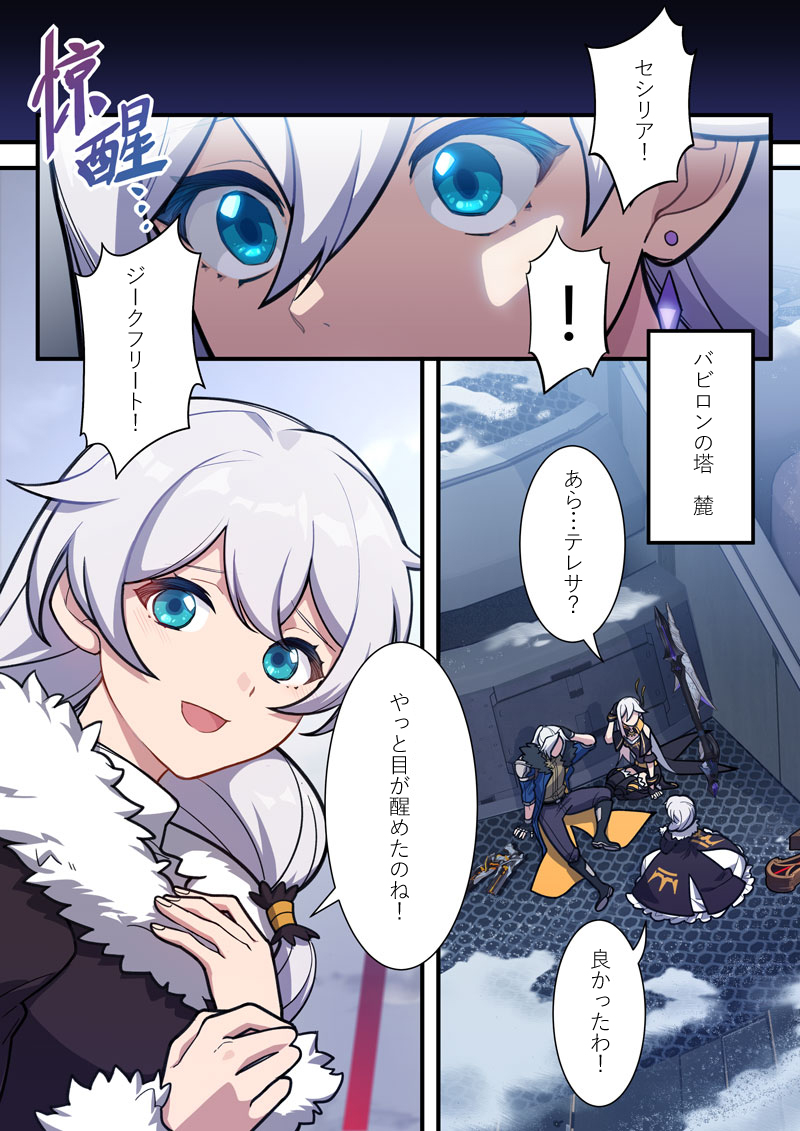 セシリア！
惊醒…
！
ジークフリート！
バビロンの塔　麓
あら…テレサ？
やっと目が醒めたのね！
良かったわ！